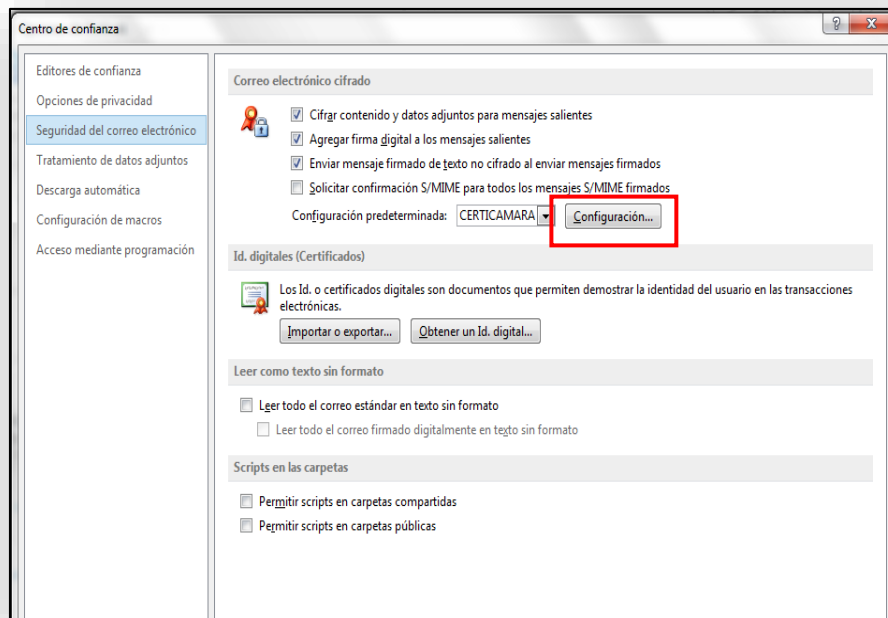 Centro de confianza
Editores de confianza
Opciones de privacidad
Seguridad del correo electrónico
Tratamiento de datos adjuntos
Descarga automática
Configuración de macros
Acceso mediante programación
Correo electrónico cifrado
Cifrar contenido y datos adjuntos para mensajes salientes
Agregar firma digital a los mensajes salientes
Enviar mensaje firmado de texto no cifrado al enviar mensajes firmados
Solicitar confirmación S/MIME para todos los mensajes S/MIME firmados
Configuración predeterminada: CERTICAMARA Configuración...
Id. digitales (Certificados)
Los Id. o certificados digitales son documentos que permiten demostrar la identidad del usuario en las transacciones
electrónicas.
Importar o exportar... Obtener un Id. digital...
Leer como texto sin formato
Leer todo el correo estándar en texto sin formato
Leer todo el correo firmado digitalmente en texto sin formato
Scripts en las carpetas
Permitir scripts en carpetas compartidas
Permitir scripts en carpetas públicas